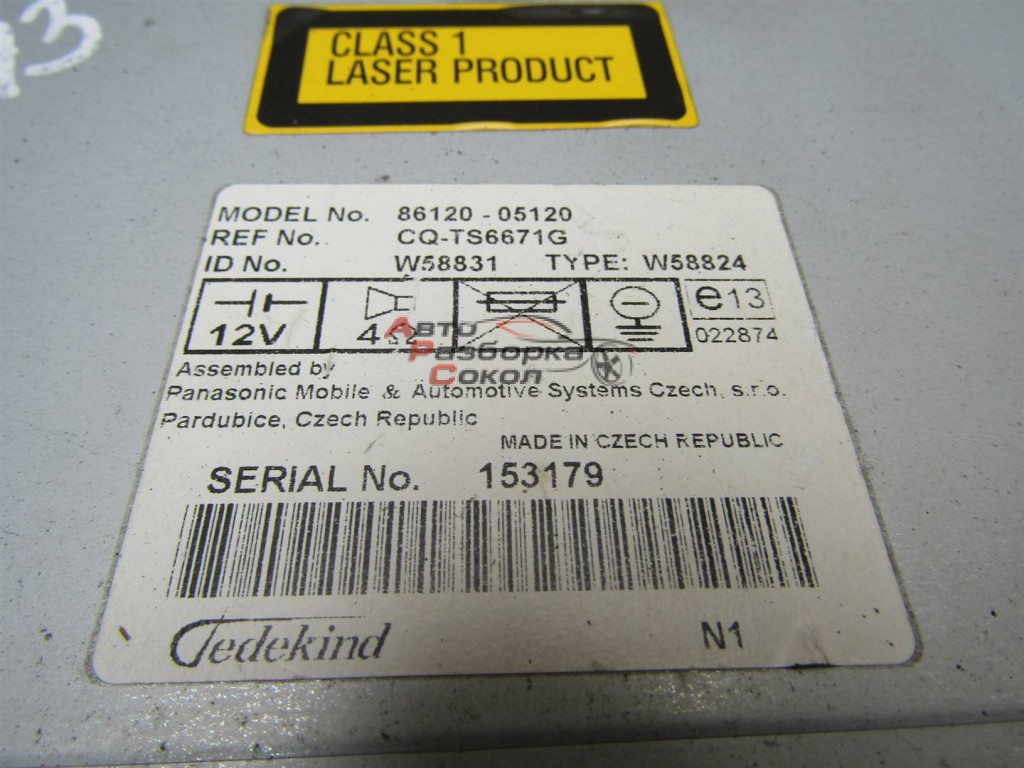 13
CLASS 1
LASER PRODUCT
MODEL No. 86120 - 05120
REF No. CQ-TS6671G
ID No. W58831 TYPE: W58824
12V 4Ω e13
022874
Авто
Разборка
Сокол
Assembled by
Panasonic Mobile & Automotive Systems Czech, s.r.o.
Pardubice, Czech Republic
MADE IN CZECH REPUBLIC
SERIAL No. 153179
Tedekind
N1